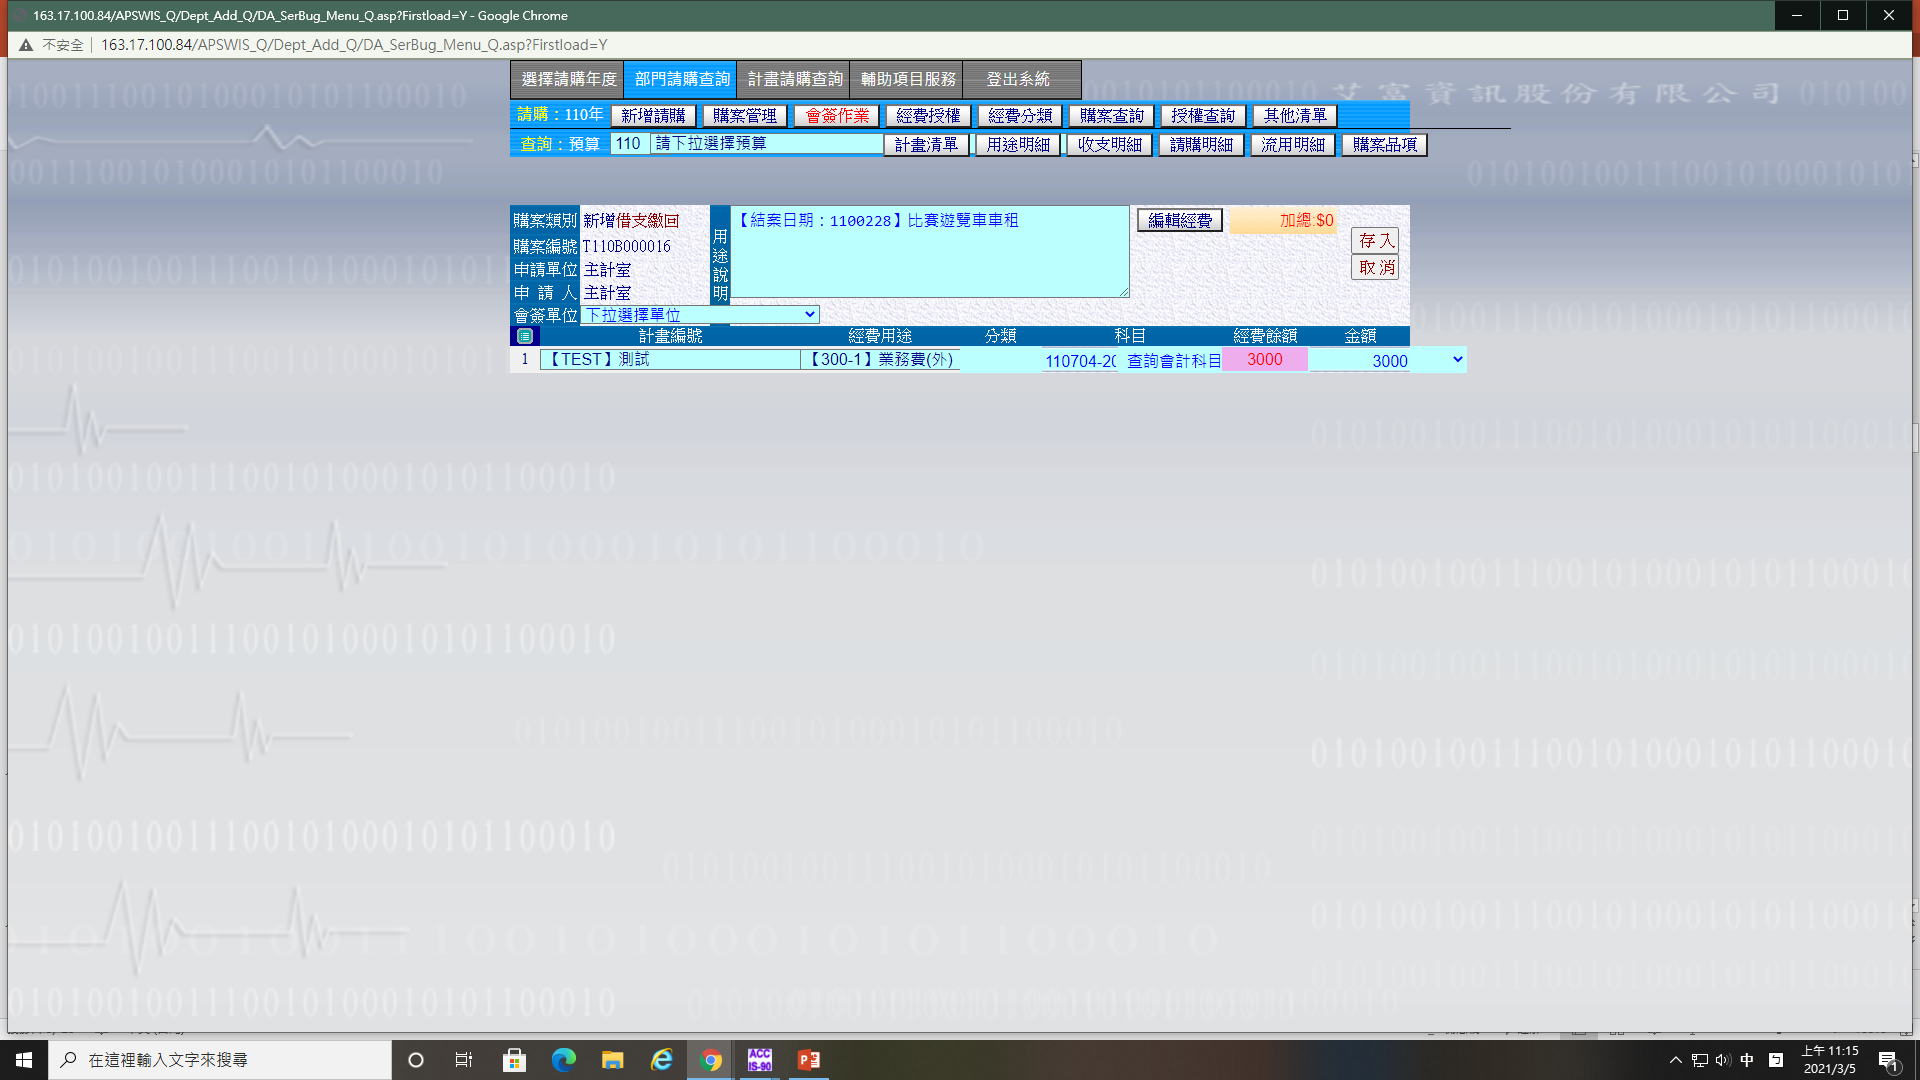 163.17.100.84/APSWIS_Q/Dept_Add_Q/DA_SerBug_Menu_Q.asp?Firstload=Y - Google Chrome
不安全 163.17.100.84/APSWIS_Q/Dept_Add_Q/DA_SerBug_Menu_Q.asp?Firstload=Y
選擇請購年度 部門請購查詢 計畫請購查詢 輔助項目服務 登出系統
艾富資訊股份有限公司
請購：110年 新增請購 購案管理 會簽作業 經費授權 經費分類 購案查詢 授權查詢 其他清單
查詢：預算 110 請下拉選擇預算 計畫清單 用途明細 收支明細 請購明細 流用明細 購案品項
購案類別 新增借支繳回
購案編號 T110B000016
申請單位 主計室
申 請 人 主計室
會簽單位 下拉選擇單位
用途說明
【結案日期：1100228】比賽遊覽車車租
編輯經費 加總:$0
存 入
取 消
計畫編號 經費用途 分類 科目 經費餘額 金額
1 【TEST】測試 【300-1】業務費(外) 110704-20 查詢會計科目 3000 3000
在這裡輸入文字來搜尋
ACC
IS-90
中
上午 11:15
2021/3/5
1